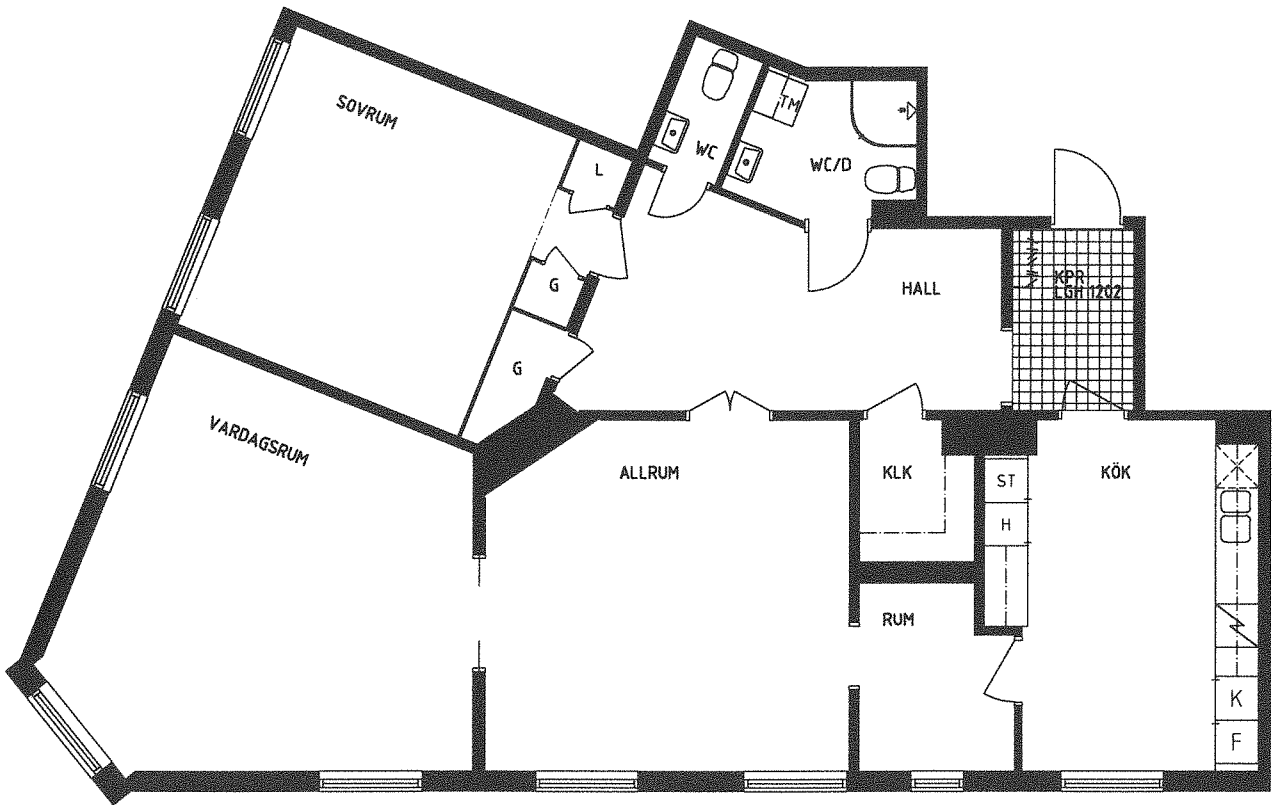 SOVRUM
L
G
G
WC
TM
WC/D
HALL
KPR
LGH 1202
VARDAGSRUM
ALLRUM
KLK
ST
H
KÖK
RUM
K
F